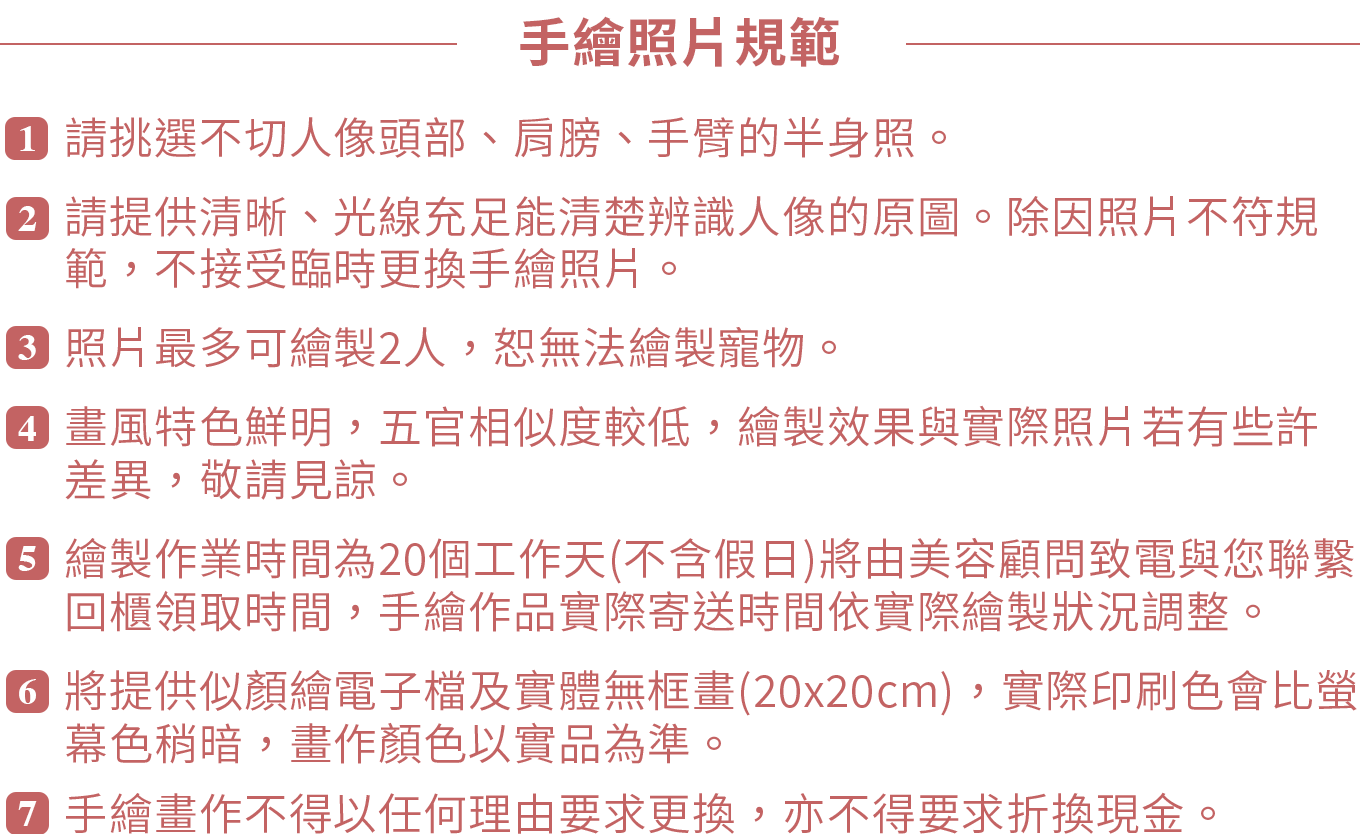 手繪照片規範
1 請挑選不切人像頭部、肩膀、手臂的半身照。
2 請提供清晰、光線充足能清楚辨識人像的原圖。除因照片不符規
範，不接受臨時更換手繪照片。
3 照片最多可繪製2人，恕無法繪製寵物。
4 畫風特色鮮明，五官相似度較低，繪製效果與實際照片若有些許
差異，敬請見諒。
5 繪製作業時間為20個工作天(不含假日)將由美容顧問致電與您聯繫
回櫃領取時間，手繪作品實際寄送時間依實際繪製狀況調整。
6 將提供似顏繪電子檔及實體無框畫(20x20cm)，實際印刷色會比螢
幕色稍暗，畫作顏色以實品為準。
7 手繪畫作不得以任何理由要求更換，亦不得要求折換現金。